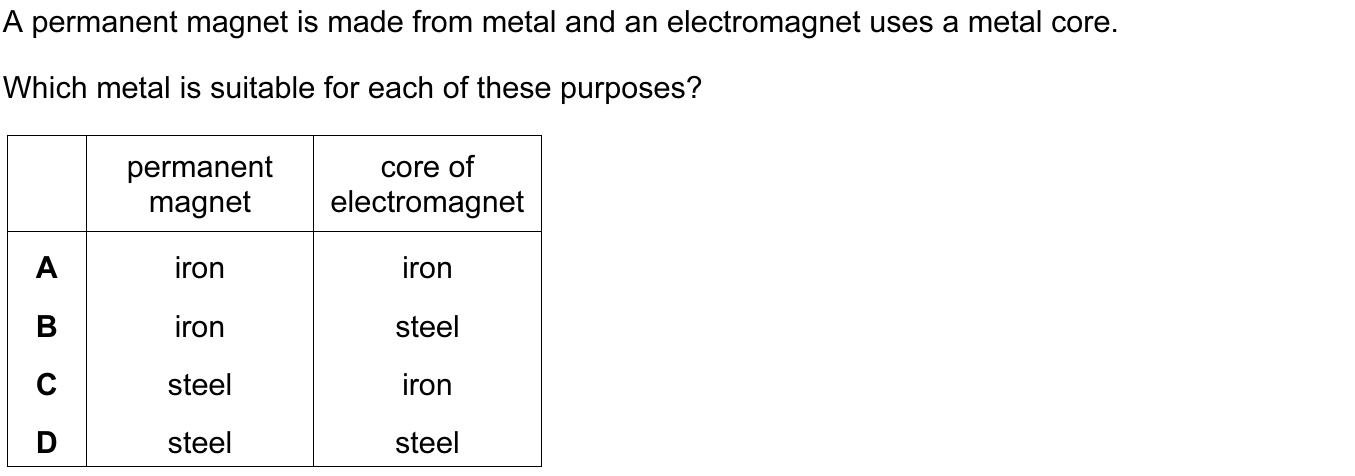 A permanent magnet is made from metal and an electromagnet uses a metal core.
Which metal is suitable for each of these purposes?
permanent magnet core of electromagnet
A iron iron
B iron steel
C steel iron
D steel steel